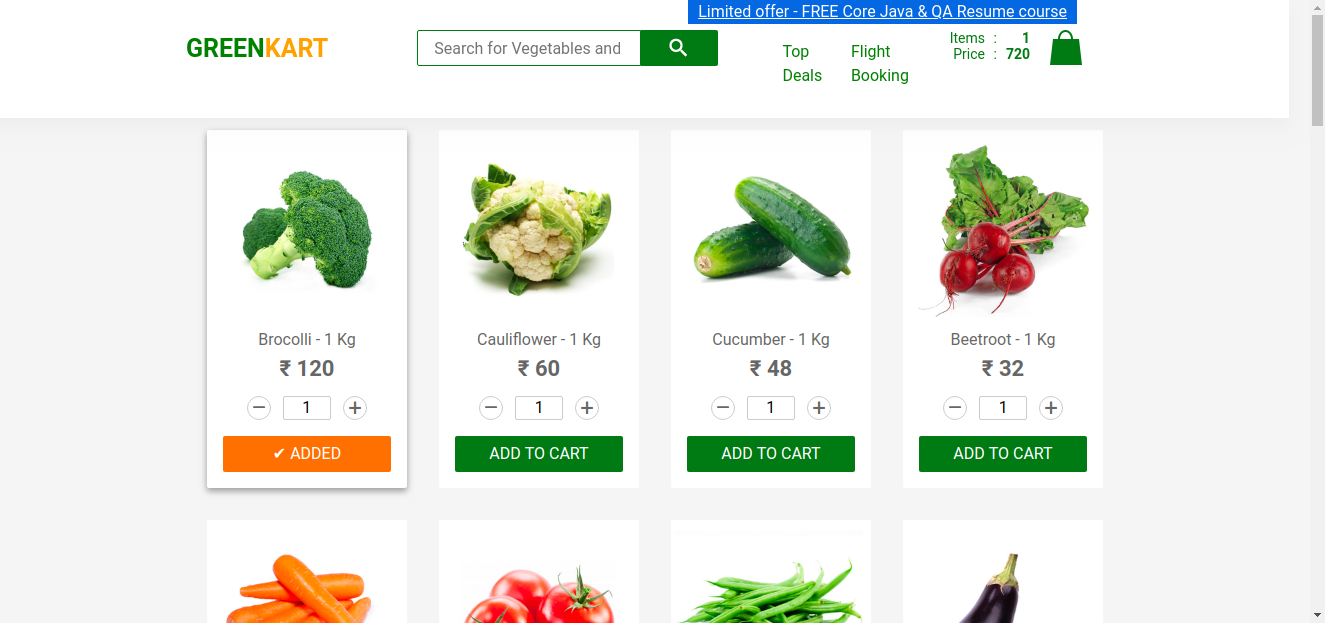 Limited offer - FREE Core Java & QA Resume course
GREENKART
Search for Vegetables and
Top
Deals
Flight
Booking
Items : 1
Price : 720
Brocolli - 1 Kg
₹ 120
1
✔ ADDED
Cauliflower - 1 Kg
₹ 60
1
ADD TO CART
Cucumber - 1 Kg
₹ 48
1
ADD TO CART
Beetroot - 1 Kg
₹ 32
1
ADD TO CART